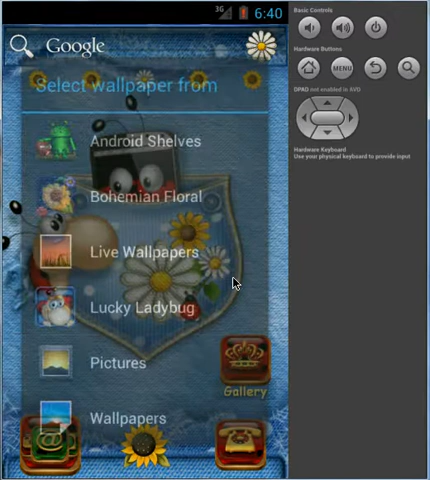 3G 6:40
Google
Select wallpaper from
Android Shelves
Bohemian Floral
Live Wallpapers
Lucky Ladybug
Pictures
Gallery
Wallpapers
Basic Controls
Hardware Buttons
MENU
DPAD not enabled in AVD
Hardware Keyboard
Use your physical keyboard to provide input